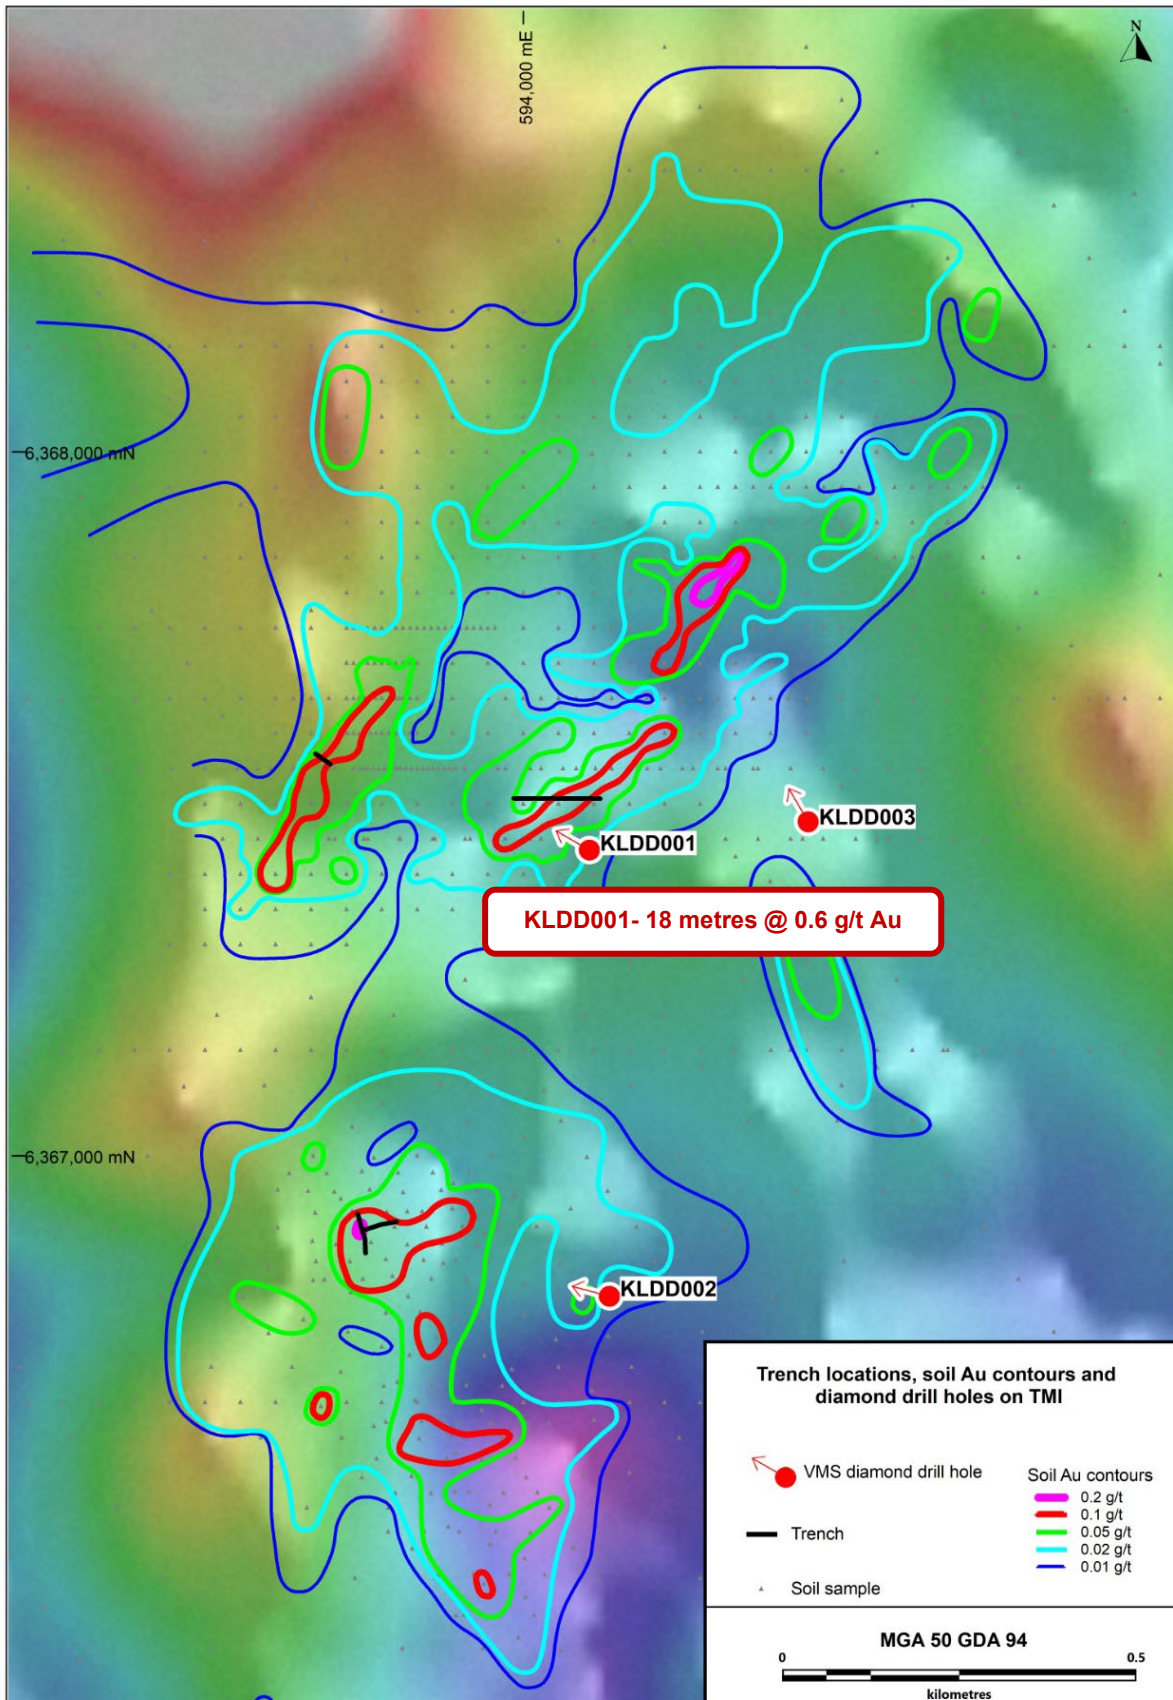 N
594,000 mE
6,368,000 mN
KLDD003
KLDD001
KLDD001- 18 metres @ 0.6 g/t Au
6,367,000 mN
KLDD002
Trench locations, soil Au contours and
diamond drill holes on TMI
VMS diamond drill hole
Trench
Soil sample
Soil Au contours
0.2 g/t
0.1 g/t
0.05 g/t
0.02 g/t
0.01 g/t
MGA 50 GDA 94
0 0.5
kilometres